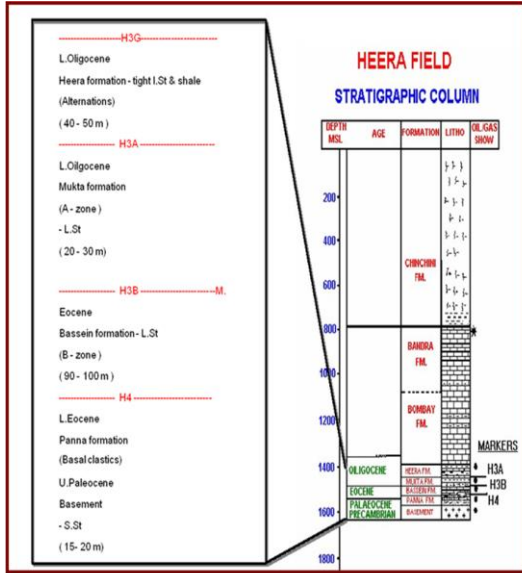 --------------------H3G-------------------------
L.Oligocene
Heera formation - tight l.St & shale
(Alternations)
( 40 - 50 m )
------------------ H3A ------------------------
L.Oilgocene
Mukta formation
(A - zone )
- L.St
( 20 - 30 m)
------------------ H3B ------------------------M.
Eocene
Bassein formation - L.St
(B - zone )
( 90 - 100 m )
------------------ H4 ------------------------
L.Eocene
Panna formation
(Basal clastics)
U.Paleocene
Basement
- S.St
(15- 20 m)
HEERA FIELD
STRATIGRAPHIC COLUMN
DEPTH MSL AGE FORMATION LITHO OIL/GAS SHOW
200
400
600
800
1000
1200
1400
1600
1800
CHINCHINI FM.
BANDRA FM.
BOMBAY FM.
OILIGOCENE HEERA FM.
MUKTA FM.
EOCENE BASSEIN FM.
PANNA FM.
PALAEOCENE
PRECAMBRIAN BASEMENT
MARKERS
H3A
H3B
H4